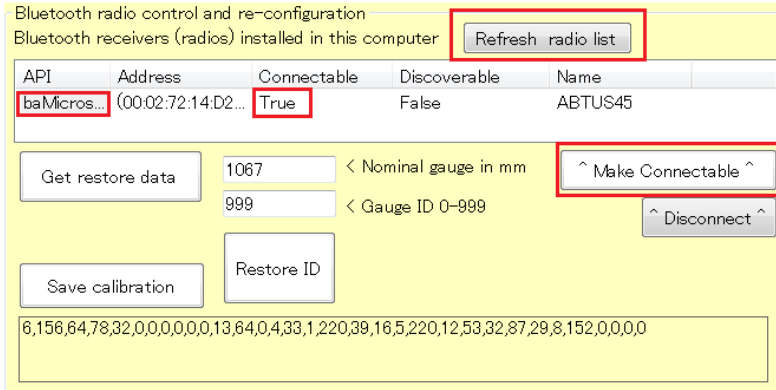 Bluetooth radio control and re-configuration
Bluetooth receivers (radios) installed in this computer Refresh radio list
API Address Connectable Discoverable Name
baMicros... (00:02:72:14:D2... True False ABTUS45
Get restore data 1067 < Nominal gauge in mm ^ Make Connectable ^
999 < Gauge ID 0-999 ^ Disconnect ^
Restore ID
Save calibration
6,156,64,78,32,0,0,0,0,0,0,13,64,0,4,33,1,220,39,16,5,220,12,53,32,87,29,8,152,0,0,0,0